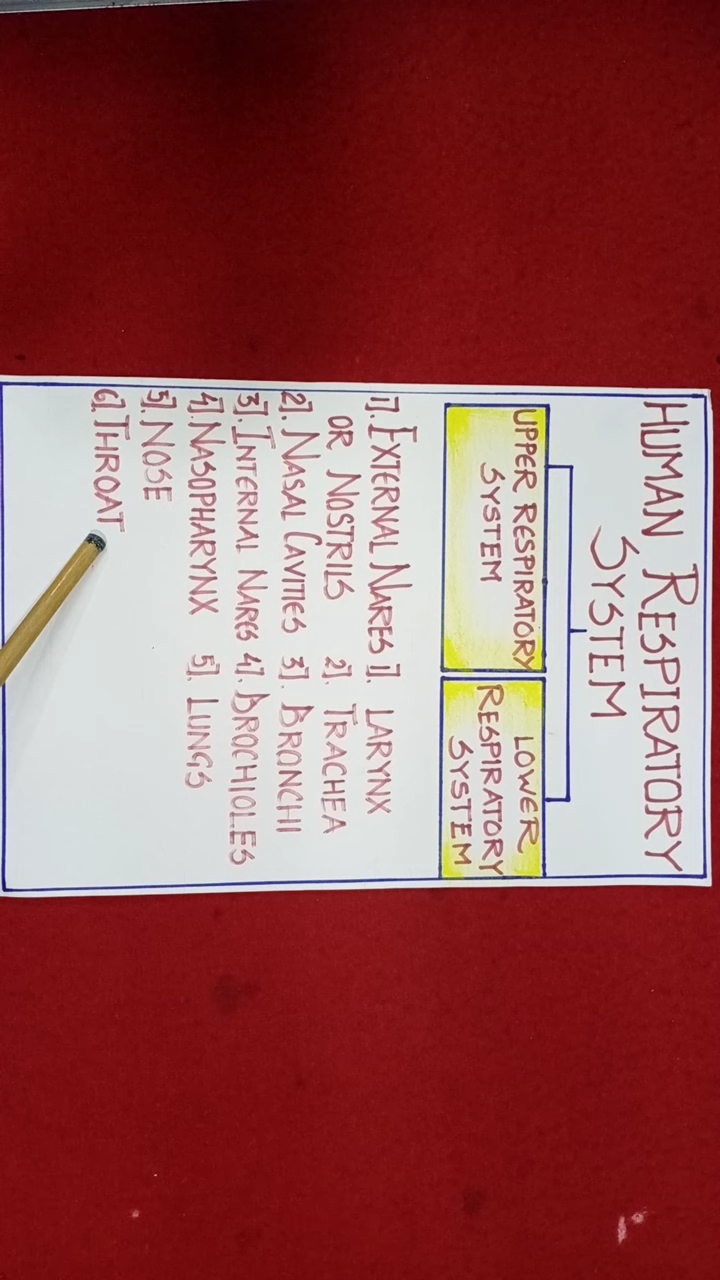 HUMAN RESPIRATORY
SYSTEM
UPPER RESPIRATORY
SYSTEM
LOWER
RESPIRATORY
SYSTEM
1]. EXTERNAL NARES
OR NOSTRILS
2]. NASAL CAVITIES
3]. INTERNAL NARES
4]. NASOPHARYNX
5]. NOSE
6]. THROAT
1]. LARYNX
2]. TRACHEA
3]. BRONCHI
4]. BROCHIOLES
5]. LUNGS